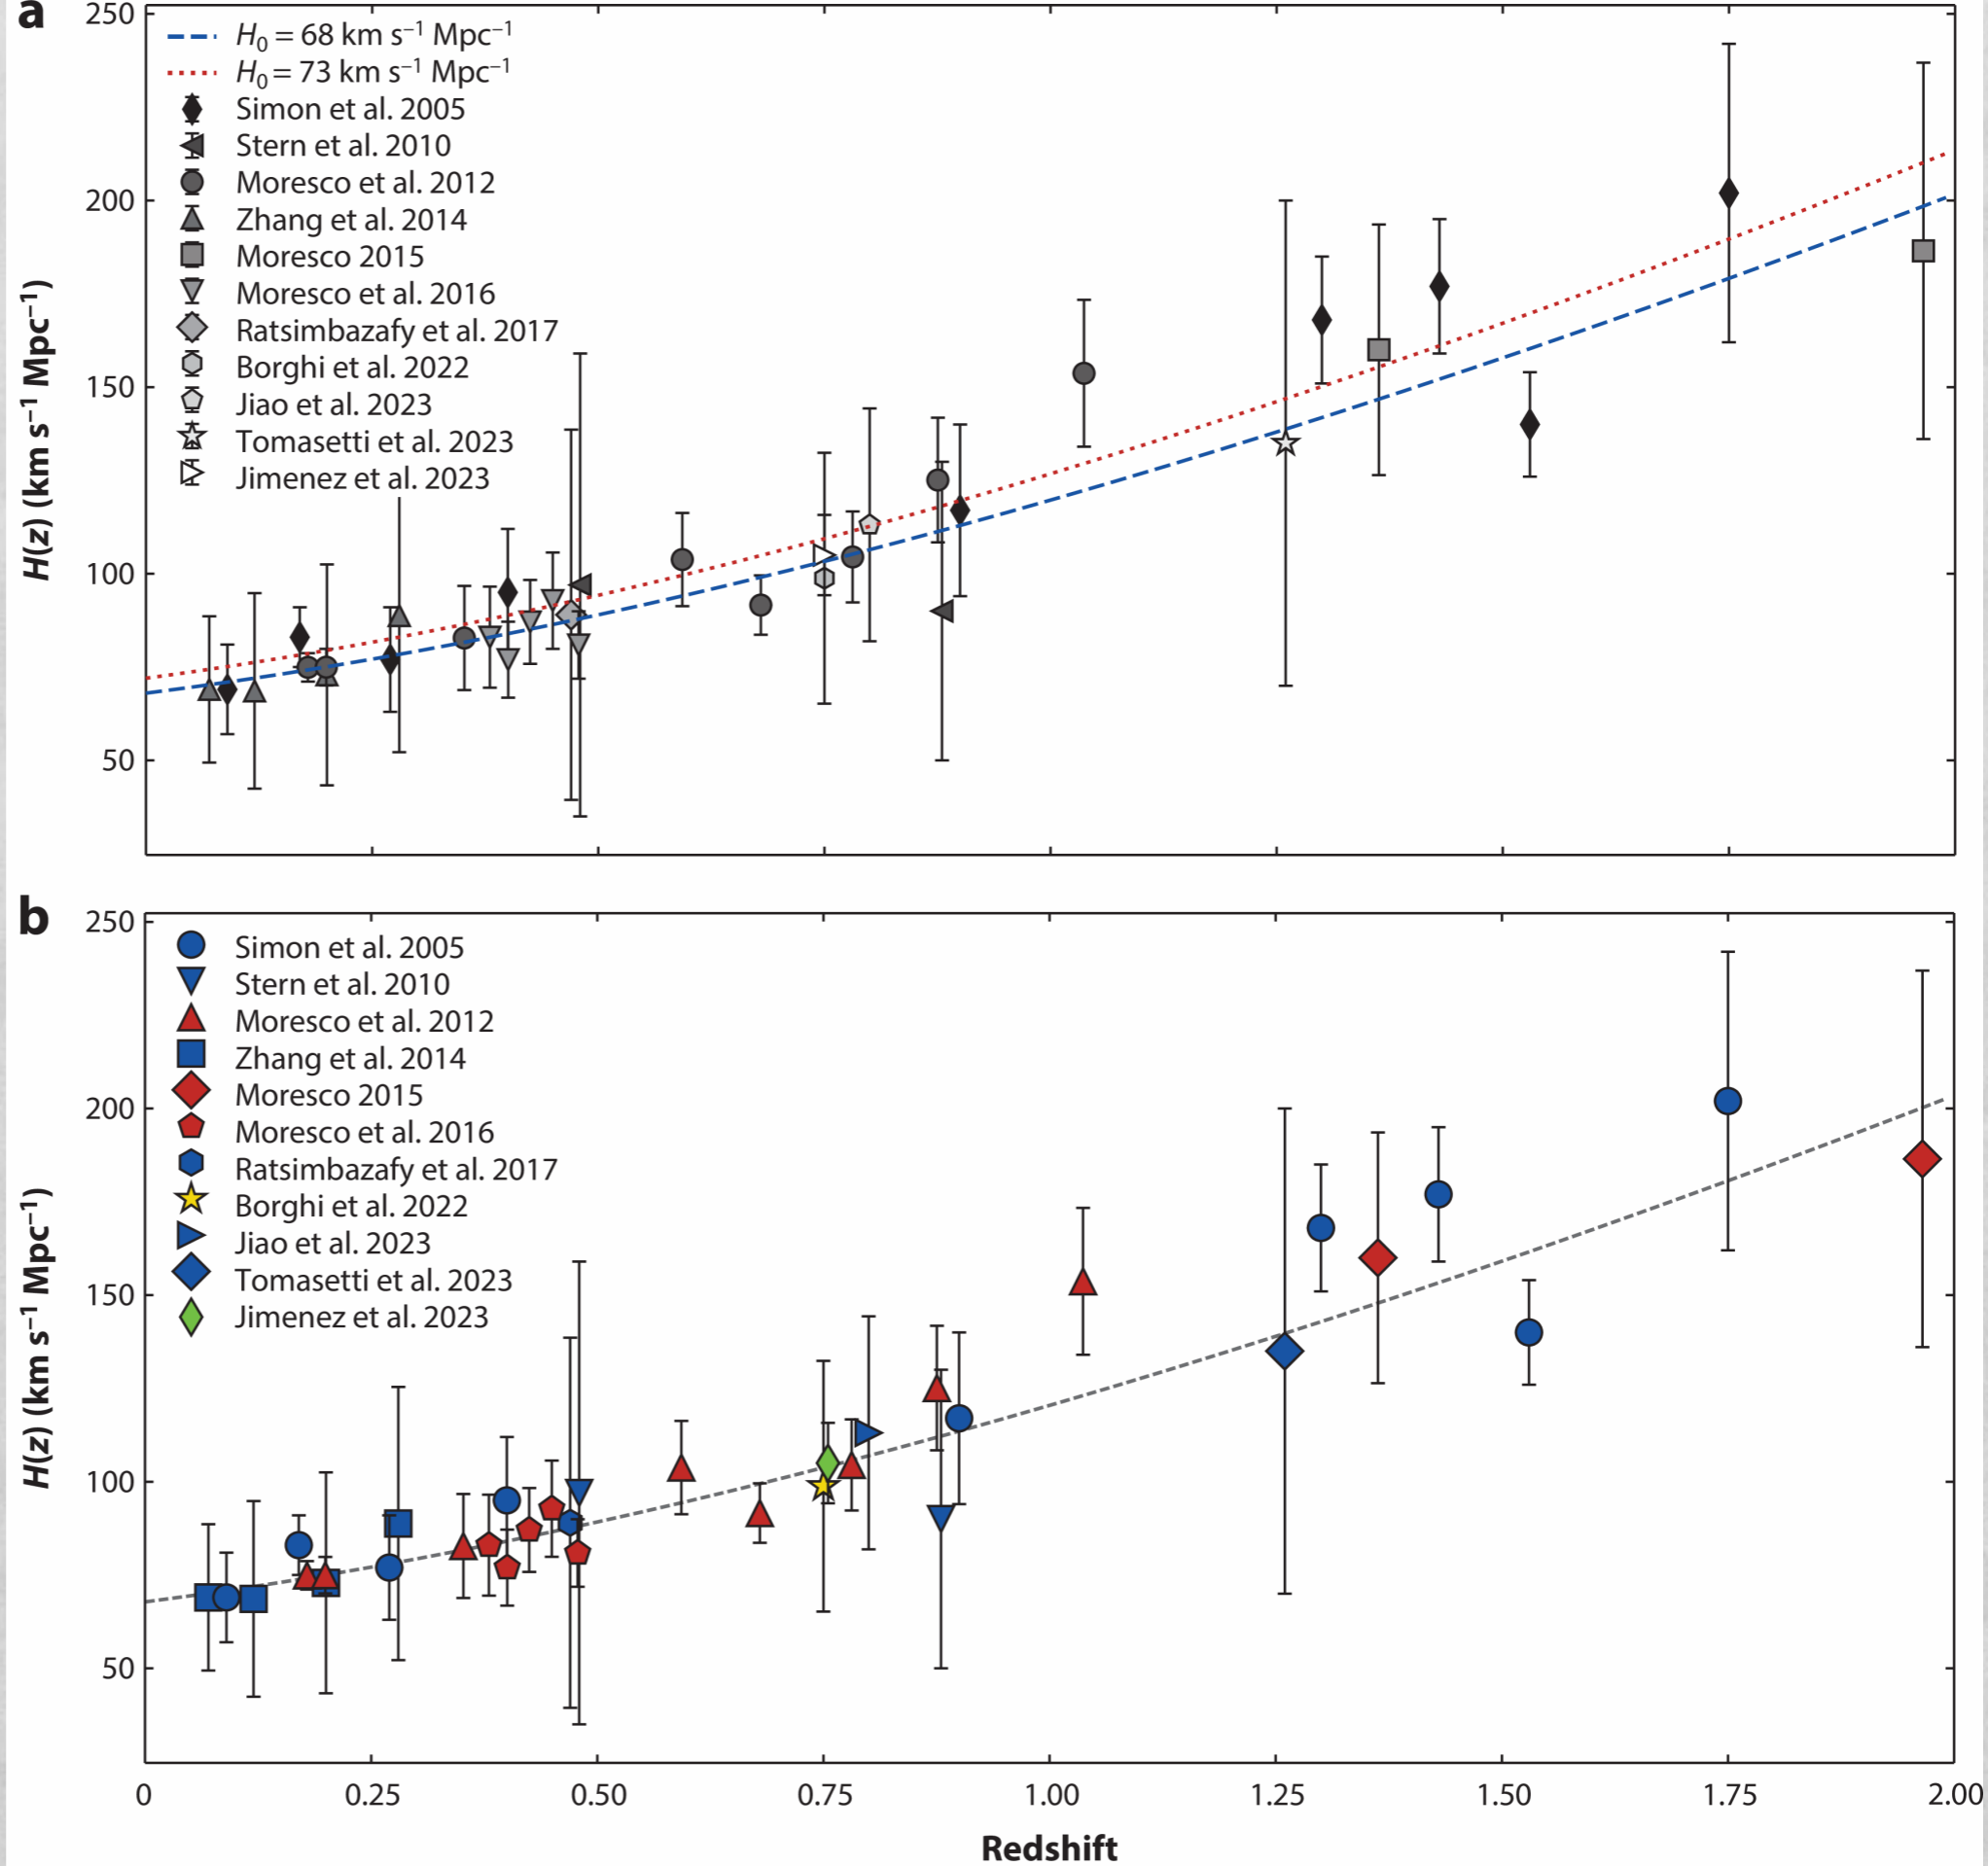 a
250
200
150
100
50
H(z) (km s⁻¹ Mpc⁻¹)
H₀ = 68 km s⁻¹ Mpc⁻¹
H₀ = 73 km s⁻¹ Mpc⁻¹
Simon et al. 2005
Stern et al. 2010
Moresco et al. 2012
Zhang et al. 2014
Moresco 2015
Moresco et al. 2016
Ratsimbazafy et al. 2017
Borghi et al. 2022
Jiao et al. 2023
Tomasetti et al. 2023
Jimenez et al. 2023
b
250
200
150
100
50
H(z) (km s⁻¹ Mpc⁻¹)
Simon et al. 2005
Stern et al. 2010
Moresco et al. 2012
Zhang et al. 2014
Moresco 2015
Moresco et al. 2016
Ratsimbazafy et al. 2017
Borghi et al. 2022
Jiao et al. 2023
Tomasetti et al. 2023
Jimenez et al. 2023
0 0.25 0.50 0.75 1.00 1.25 1.50 1.75 2.00
Redshift